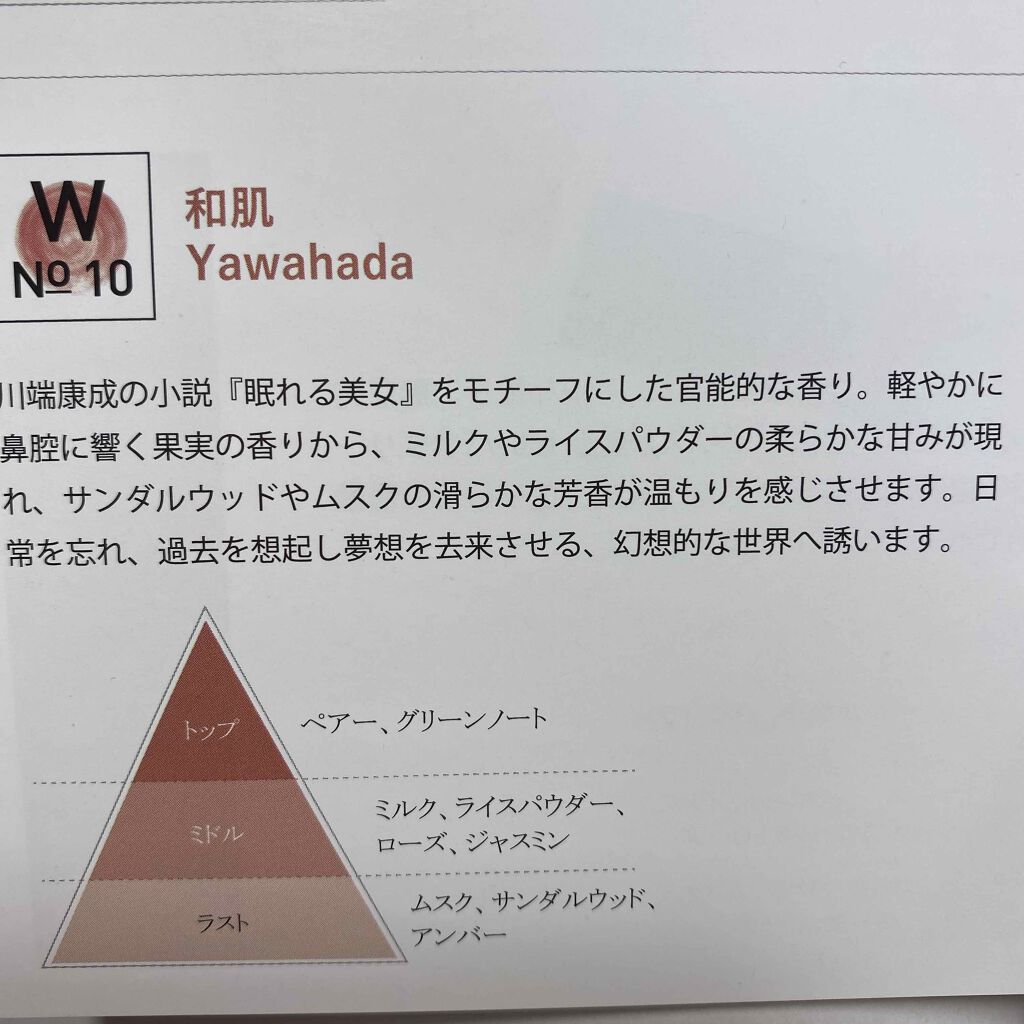 W
№ 10
和肌
Yawahada
川端康成の小説『眠れる美女』をモチーフにした官能的な香り。軽やかに
鼻腔に響く果実の香りから、ミルクやライスパウダーの柔らかな甘みが現
れ、サンダルウッドやムスクの滑らかな芳香が温もりを感じさせます。日
常を忘れ、過去を想起し夢想を去来させる、幻想的な世界へ誘います。
トップ
ペアー、グリーンノート
ミドル
ミルク、ライスパウダー、
ローズ、ジャスミン
ラスト
ムスク、サンダルウッド、
アンバー